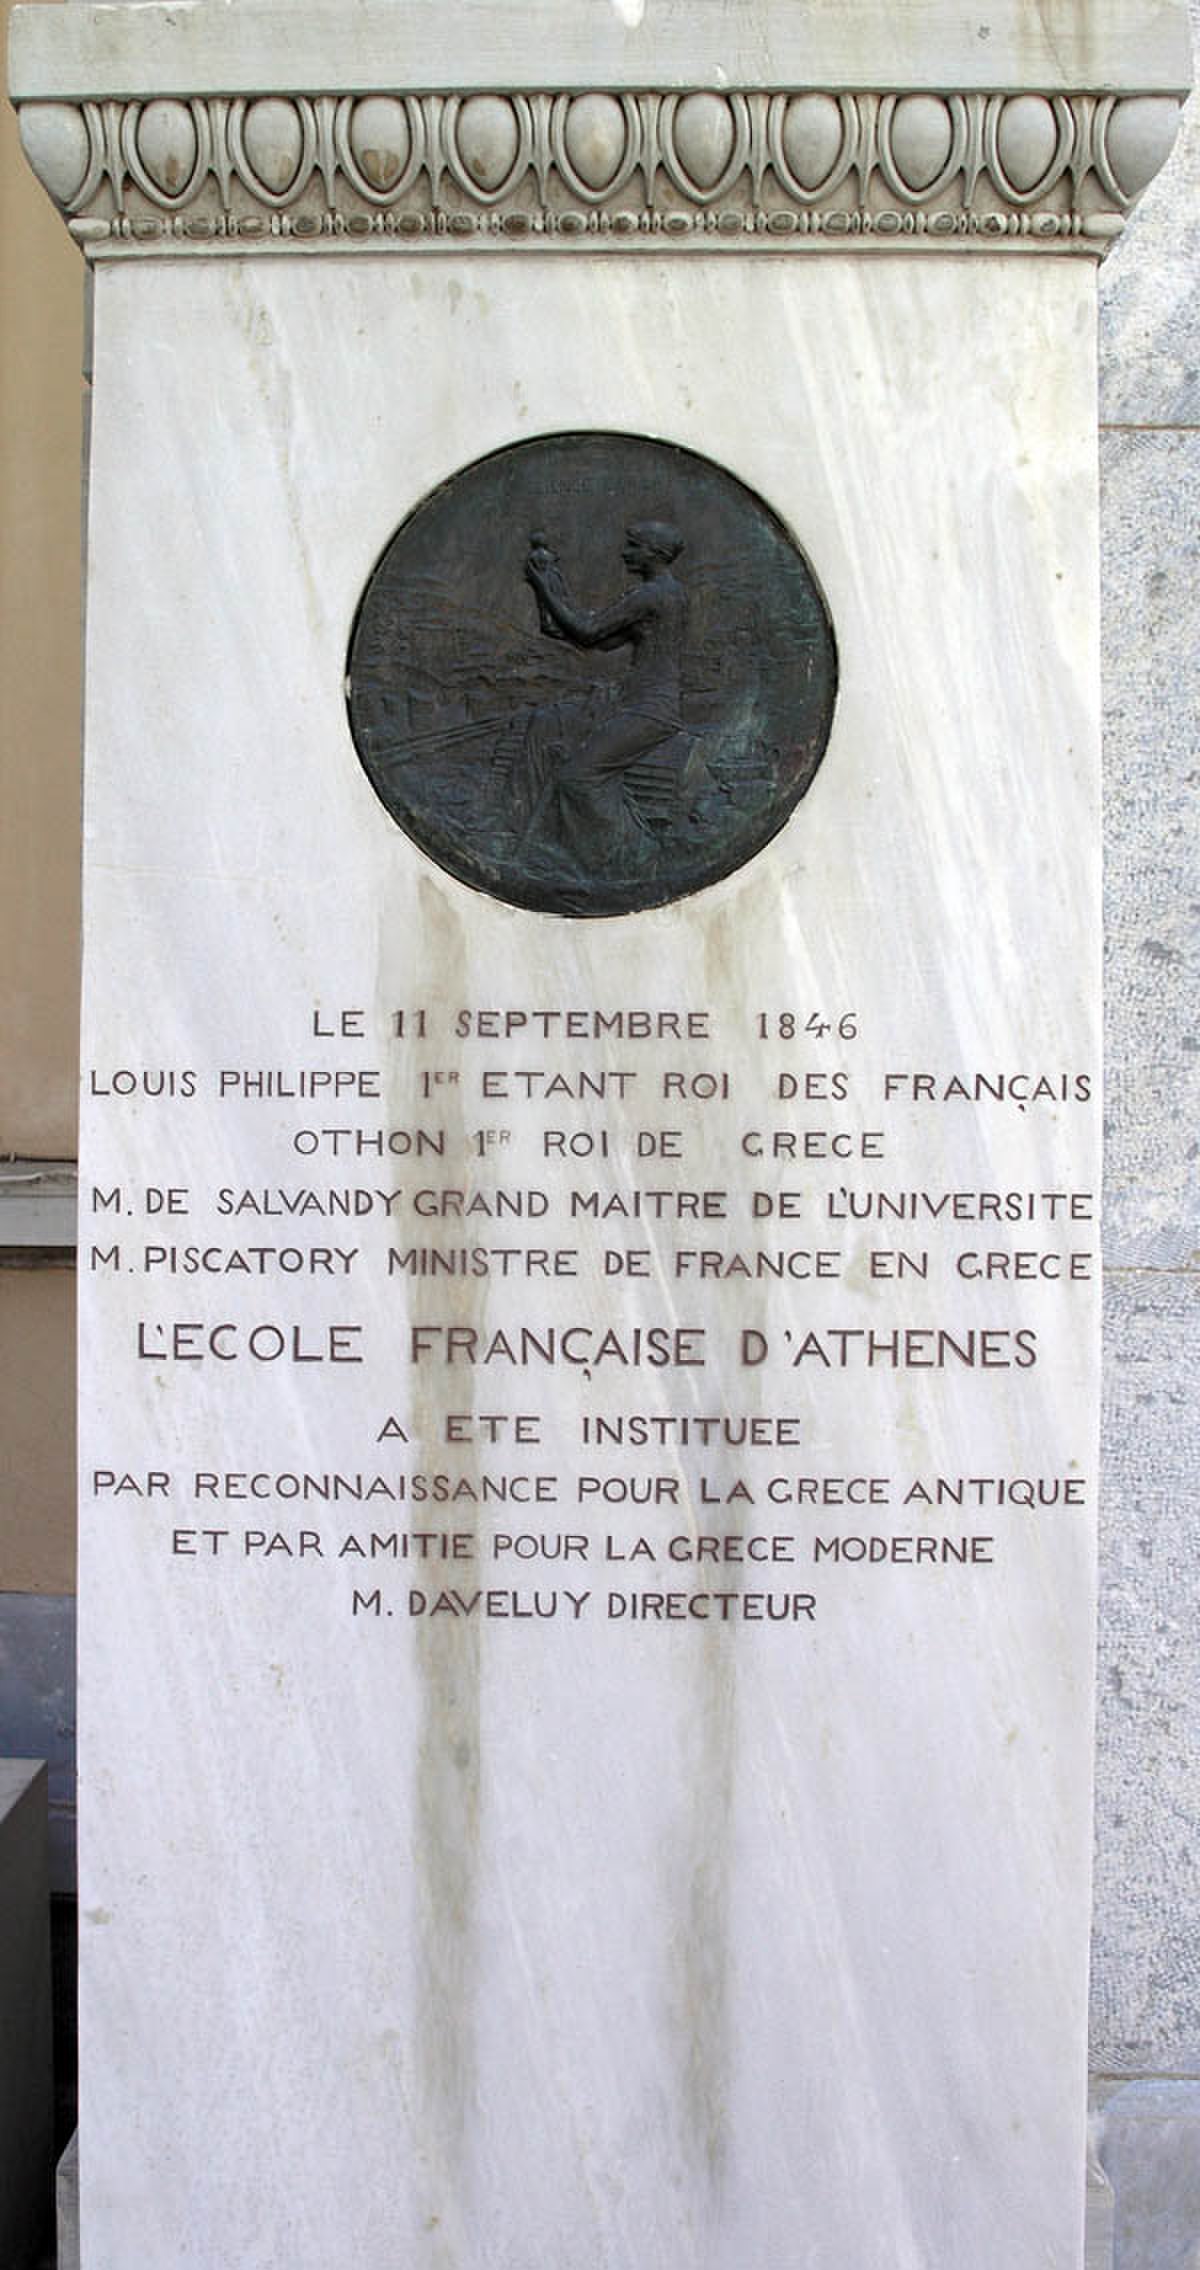 LE 11 SEPTEMBRE 1846
LOUIS PHILIPPE 1ER ETANT ROI DES FRANÇAIS
OTHON 1ER ROI DE GRECE
M. DE SALVANDY GRAND MAITRE DE L'UNIVERSITE
M. PISCATORY MINISTRE DE FRANCE EN GRECE
L'ECOLE FRANÇAISE D'ATHENES
A ETE INSTITUEE
PAR RECONNAISSANCE POUR LA GRECE ANTIQUE
ET PAR AMITIE POUR LA GRECE MODERNE
M. DAVELUY DIRECTEUR